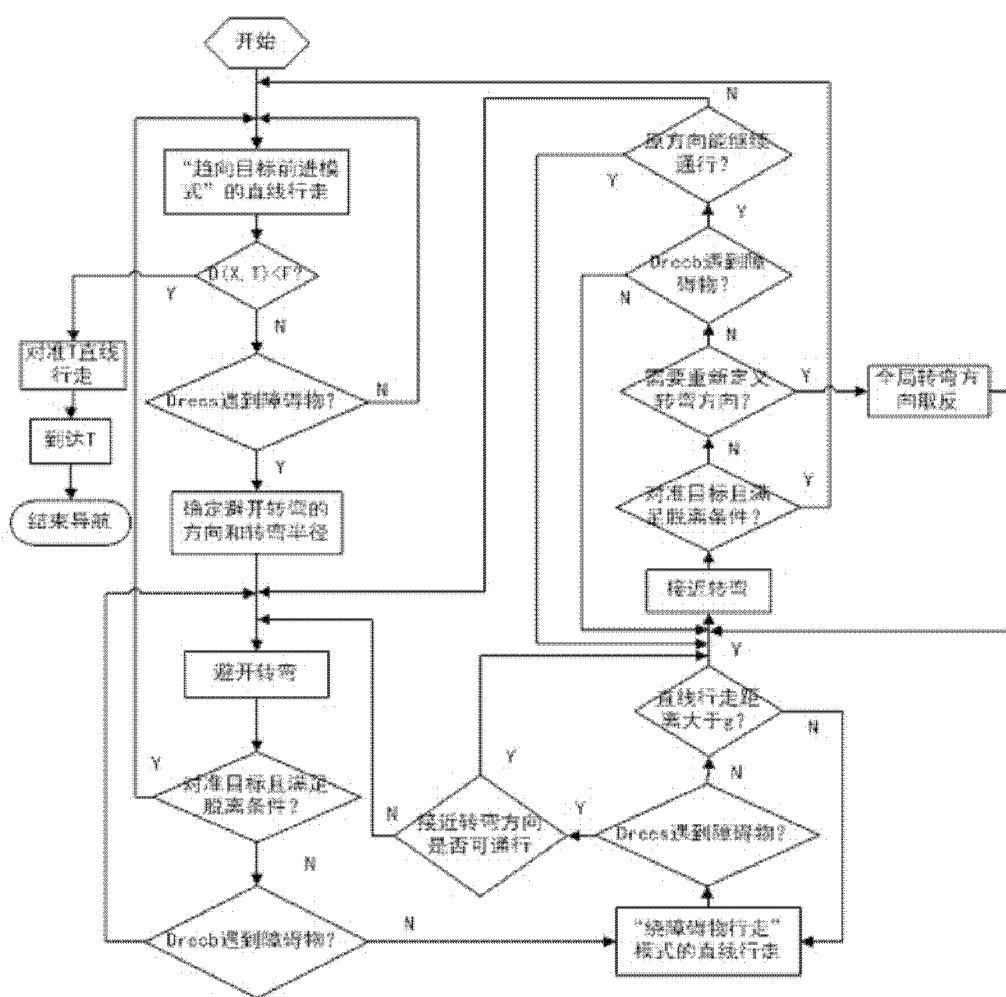 开始
N
原方向能继续
通行?
Y
“趋向目标前进模
式”的直线行走
Y
Drecb遇到障
碍物?
N
D(X, T)<F?
Y
N
N
对准T直线
行走
需要重新定义
转弯方向?
Y
全局转弯方
向取反
Drecs遇到障碍物?
N
到达T
Y
N
结束导航
确定避开转弯的
方向和转弯半径
对准目标且满
足脱离条件?
Y
接近转弯
避开转弯
Y
直线行走距
离大于g?
N
Y
Y
对准目标且满足
脱离条件?
N
N
接近转弯方向
是否可通行
Y
Drecs遇到障碍物?
N
Drecb遇到障碍物?
N
“绕障碍物行走”
模式的直线行走